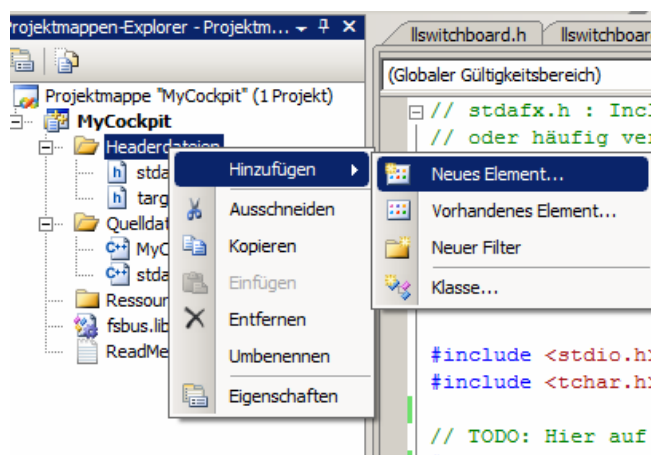 rojektmappen-Explorer - Projektm...
Projektmappe "MyCockpit" (1 Projekt)
MyCockpit
Headerdateien
stda
targ
Quelldat
MyC
stda
Ressour
fsbus.lib
ReadMe
Hinzufügen
Ausschneiden
Kopieren
Einfügen
Entfernen
Umbenennen
Eigenschaften
Neues Element...
Vorhandenes Element...
Neuer Filter
Klasse...
llswitchboard.h
llswitchboar
(Globaler Gültigkeitsbereich)
// stdafx.h : Incl
// oder häufig ver
#include <stdio.h>
#include <tchar.h>
// TODO: Hier auf